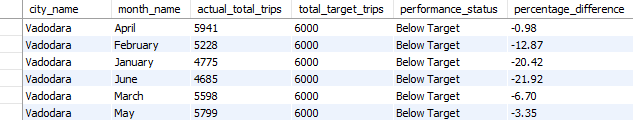 city_name month_name actual_total_trips total_target_trips performance_status percentage_difference
Vadodara April 5941 6000 Below Target -0.98
Vadodara February 5228 6000 Below Target -12.87
Vadodara January 4775 6000 Below Target -20.42
Vadodara June 4685 6000 Below Target -21.92
Vadodara March 5598 6000 Below Target -6.70
Vadodara May 5799 6000 Below Target -3.35